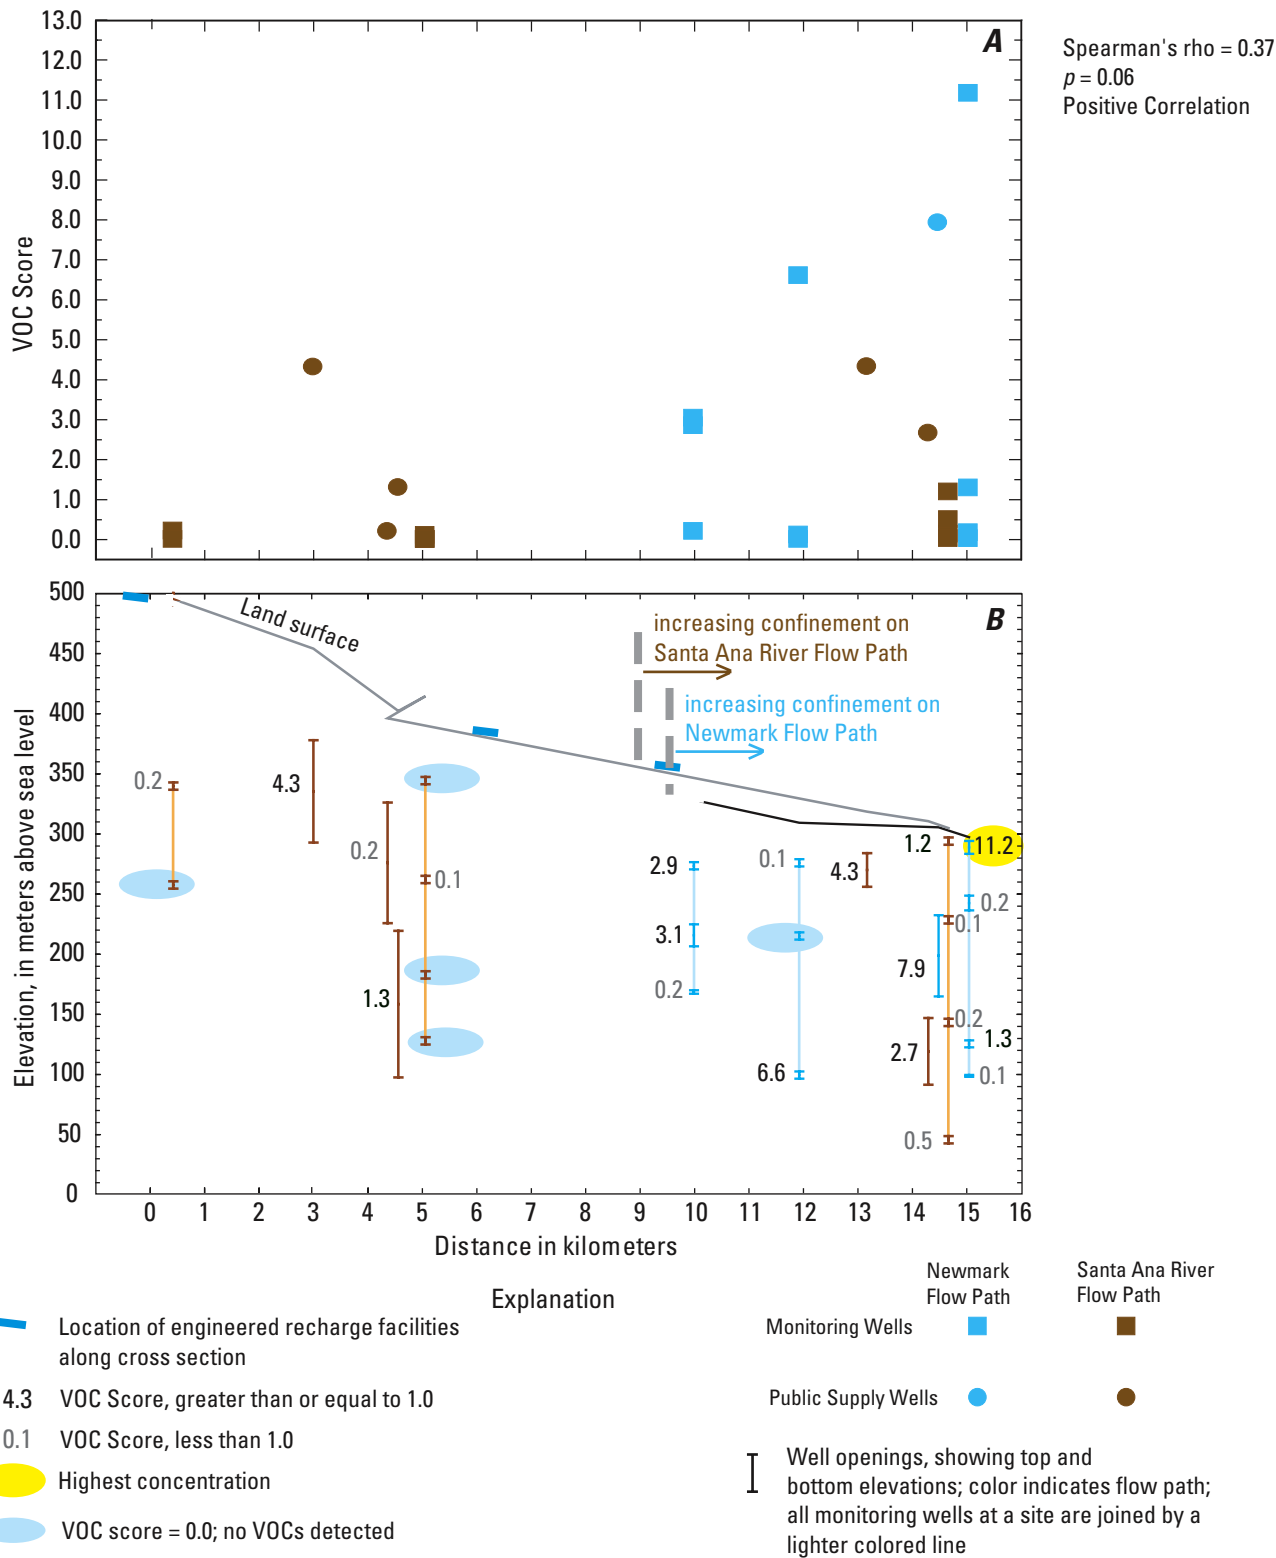 13.0
12.0
11.0
10.0
9.0
8.0
7.0
6.0
5.0
4.0
3.0
2.0
1.0
0.0
VOC Score
A
Spearman's rho = 0.37
p = 0.06
Positive Correlation
500
450
400
350
300
250
200
150
100
50
0
Elevation, in meters above sea level
B
Land surface
increasing confinement on
Santa Ana River Flow Path
increasing confinement on
Newmark Flow Path
0.2
4.3
0.2
1.3
0.1
2.9
3.1
0.2
0.1
6.6
4.3
1.2
11.2
0.2
0.1
7.9
0.2
1.3
2.7
0.1
0.5
0 1 2 3 4 5 6 7 8 9 10 11 12 13 14 15 16
Distance in kilometers
Explanation
Location of engineered recharge facilities
along cross section
4.3 VOC Score, greater than or equal to 1.0
0.1 VOC Score, less than 1.0
Highest concentration
VOC score = 0.0; no VOCs detected
Newmark
Flow Path
Santa Ana River
Flow Path
Monitoring Wells
Public Supply Wells
Well openings, showing top and
bottom elevations; color indicates flow path;
all monitoring wells at a site are joined by a
lighter colored line